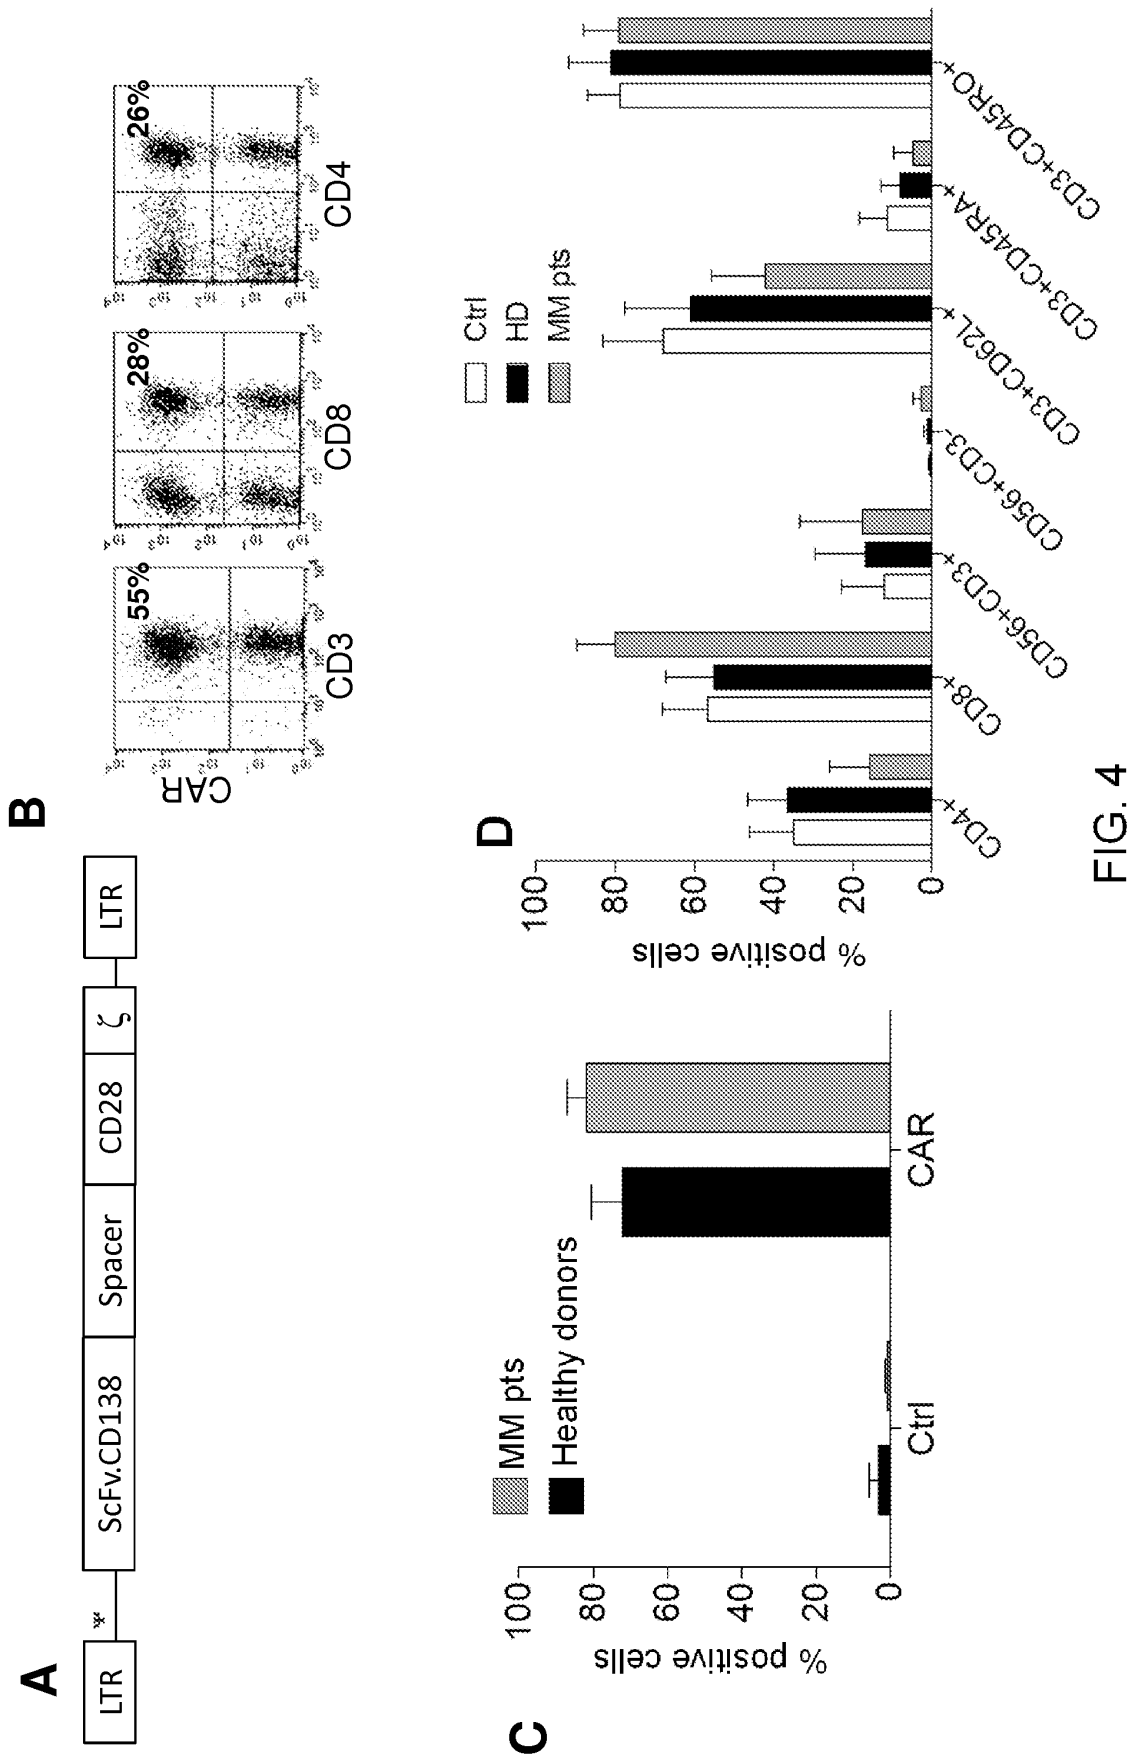 A
LTR
ψ
ScFv.CD138
Spacer
CD28
ζ
LTR
B
CAR
55%
28%
26%
CD3
CD8
CD4
C
% positive cells
100
80
60
40
20
0
MM pts
Healthy donors
Ctrl
CAR
D
% positive cells
100
80
60
40
20
0
Ctrl
HD
MM pts
CD4+
CD8+
CD56+CD3+
CD56+CD3-
CD3+CD62L+
CD3+CD45RA+
CD3+CD45RO+
FIG. 4